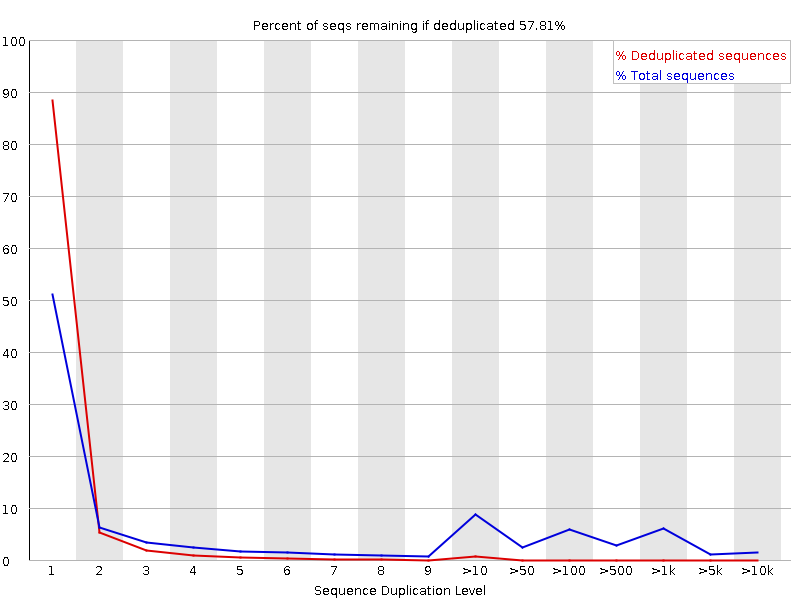 Percent of seqs remaining if deduplicated 57.81%
% Deduplicated sequences
% Total sequences
100
90
80
70
60
50
40
30
20
10
0
1 2 3 4 5 6 7 8 9 >10 >50 >100 >500 >1k >5k >10k
Sequence Duplication Level